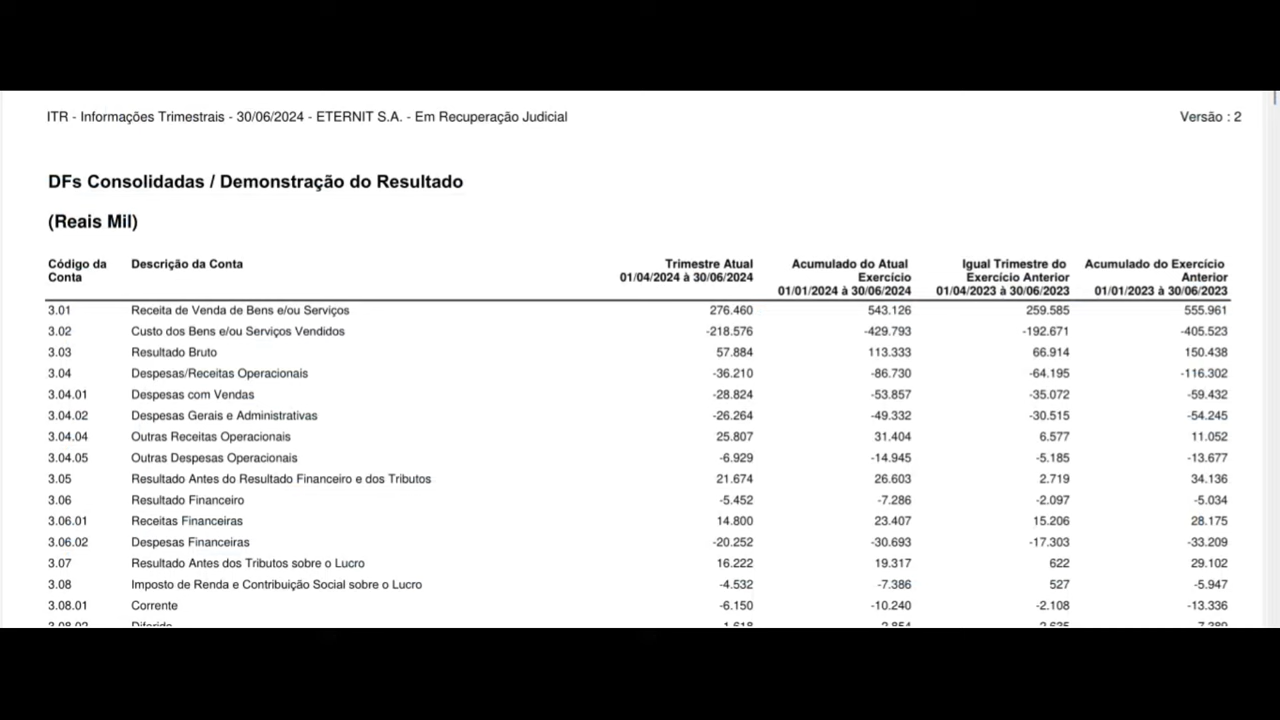 ITR - Informações Trimestrais - 30/06/2024 - ETERNIT S.A. - Em Recuperação Judicial Versão : 2
DFs Consolidadas / Demonstração do Resultado
(Reais Mil)
Código da Conta Descrição da Conta Trimestre Atual 01/04/2024 à 30/06/2024 Acumulado do Atual Exercício 01/01/2024 à 30/06/2024 Igual Trimestre do Exercício Anterior 01/04/2023 à 30/06/2023 Acumulado do Exercício Anterior 01/01/2023 à 30/06/2023
3.01 Receita de Venda de Bens e/ou Serviços 276.460 543.126 259.585 555.961
3.02 Custo dos Bens e/ou Serviços Vendidos -218.576 -429.793 -192.671 -405.523
3.03 Resultado Bruto 57.884 113.333 66.914 150.438
3.04 Despesas/Receitas Operacionais -36.210 -86.730 -64.195 -116.302
3.04.01 Despesas com Vendas -28.824 -53.857 -35.072 -59.432
3.04.02 Despesas Gerais e Administrativas -26.264 -49.332 -30.515 -54.245
3.04.04 Outras Receitas Operacionais 25.807 31.404 6.577 11.052
3.04.05 Outras Despesas Operacionais -6.929 -14.945 -5.185 -13.677
3.05 Resultado Antes do Resultado Financeiro e dos Tributos 21.674 26.603 2.719 34.136
3.06 Resultado Financeiro -5.452 -7.286 -2.097 -5.034
3.06.01 Receitas Financeiras 14.800 23.407 15.206 28.175
3.06.02 Despesas Financeiras -20.252 -30.693 -17.303 -33.209
3.07 Resultado Antes dos Tributos sobre o Lucro 16.222 19.317 622 29.102
3.08 Imposto de Renda e Contribuição Social sobre o Lucro -4.532 -7.386 527 -5.947
3.08.01 Corrente -6.150 -10.240 -2.108 -13.336